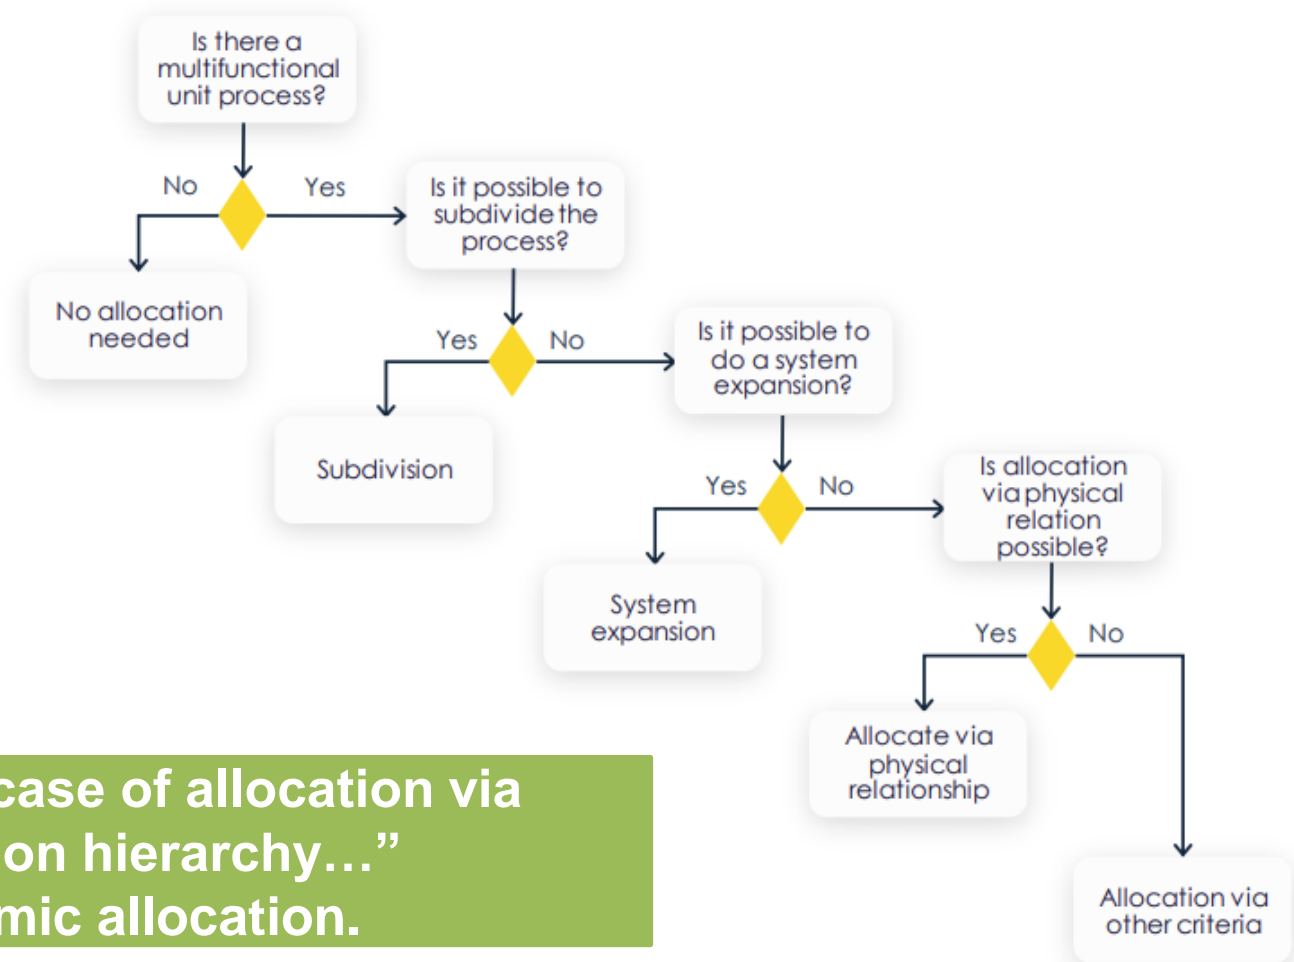 Is there a
multifunctional
unit process?
No
Yes
Is it possible to
subdivide the
process?
No allocation
needed
Yes
No
Is it possible to
do a system
expansion?
Subdivision
Yes
No
Is allocation
via physical
relation
possible?
System
expansion
Yes
No
Allocate via
physical
relationship
case of allocation via
on hierarchy…”
mic allocation.
Allocation via
other criteria